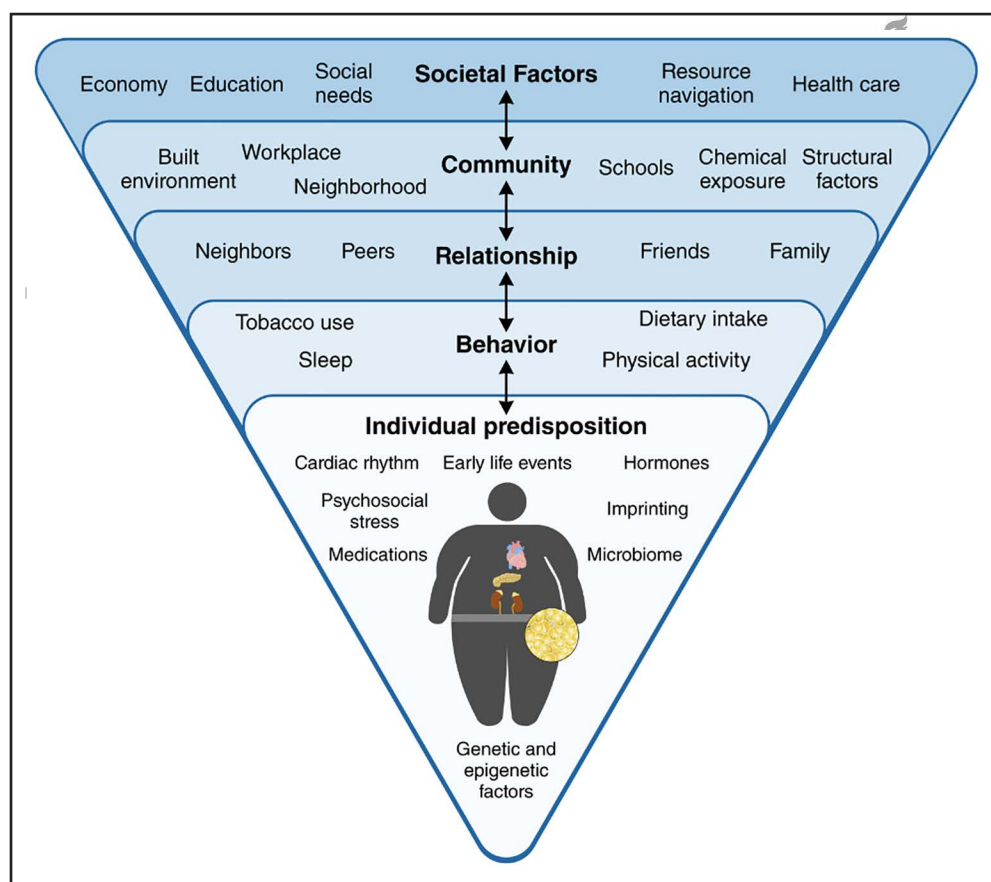 Economy Education Social needs Societal Factors Resource navigation Health care
Built environment Workplace Neighborhood Community Schools Chemical exposure Structural factors
Neighbors Peers Relationship Friends Family
Tobacco use Dietary intake
Behavior
Sleep Physical activity
Individual predisposition
Cardiac rhythm Early life events Hormones
Psychosocial stress Imprinting
Medications Microbiome
Genetic and
epigenetic
factors